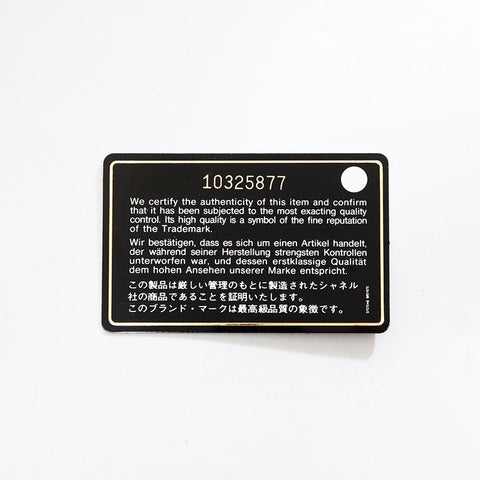 10325877
We certify the authenticity of this item and confirm
that it has been subjected to the most exacting quality
control. Its high quality is a symbol of the fine reputation
of the Trademark.
Wir bestätigen, dass es sich um einen Artikel handelt,
der während seiner Herstellung strengsten Kontrollen
unterworfen war, und dessen erstklassige Qualität
dem hohen Ansehen unserer Marke entspricht.
この製品は厳しい管理のもとに製造されたシャネル
社の商品であることを証明いたします。
このブランド・マークは最高級品質の象徴です。